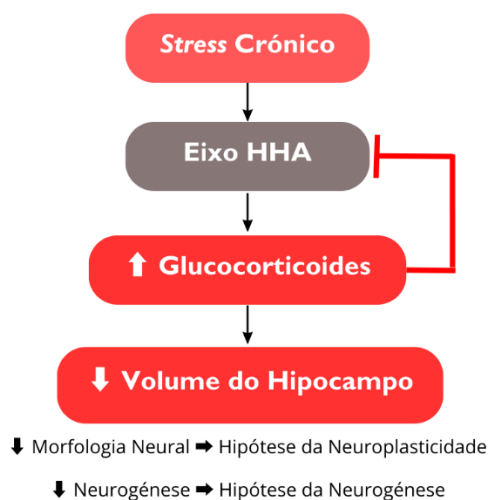 Stress Crónico
Eixo HHA
⬆ Glucocorticoides
⬇ Volume do Hipocampo
⬇ Morfologia Neural ➡ Hipótese da Neuroplasticidade
⬇ Neurogénese ➡ Hipótese da Neurogénese